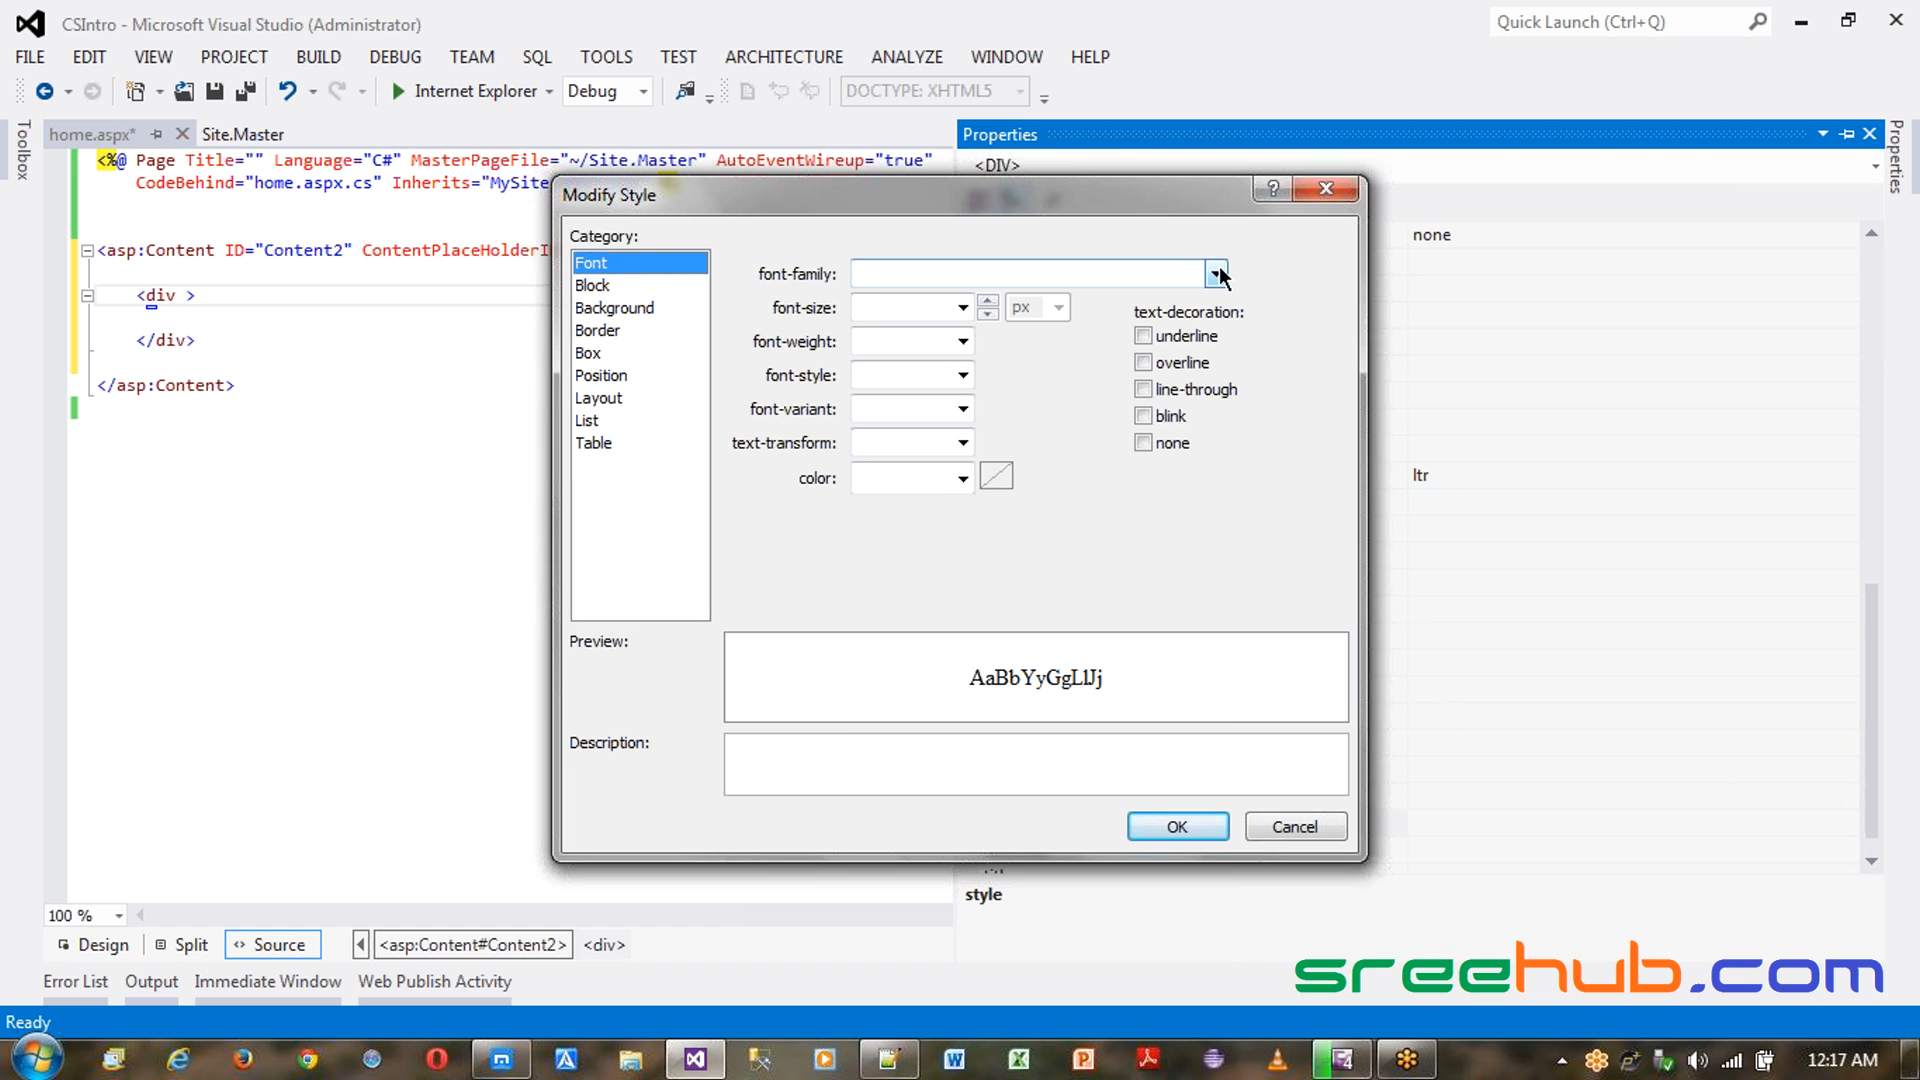 CSIntro - Microsoft Visual Studio (Administrator)
Quick Launch (Ctrl+Q)
FILE EDIT VIEW PROJECT BUILD DEBUG TEAM SQL TOOLS TEST ARCHITECTURE ANALYZE WINDOW HELP
Internet Explorer Debug DOCTYPE: XHTML5
Toolbox
home.aspx* Site.Master
Properties
Properties
<%@ Page Title="" Language="C#" MasterPageFile="~/Site.Master" AutoEventWireup="true"
CodeBehind="home.aspx.cs" Inherits="MySite
<DIV>
<asp:Content ID="Content2" ContentPlaceHolderI
<div >
</div>
</asp:Content>
none
ltr
Modify Style
Category:
Font
Block
Background
Border
Box
Position
Layout
List
Table
font-family:
font-size: px
font-weight:
font-style:
font-variant:
text-transform:
color:
text-decoration:
underline
overline
line-through
blink
none
Preview:
AaBbYyGgLlJj
Description:
OK Cancel
style
100 %
Design Split Source <asp:Content#Content2> <div>
Error List Output Immediate Window Web Publish Activity
sreehub.com
Ready
12:17 AM